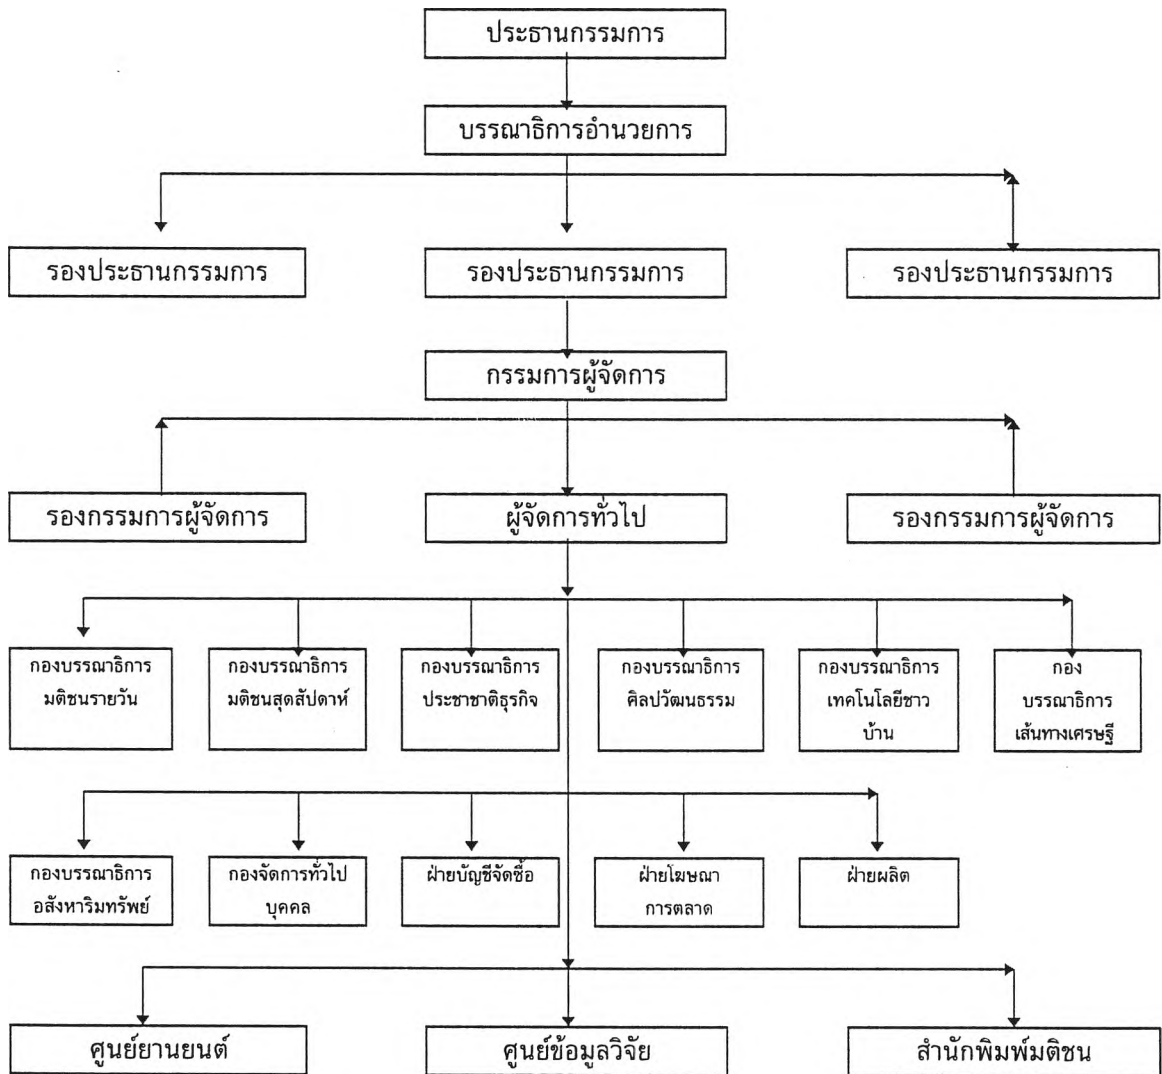 ประธานกรรมการ
บรรณาธิการอำนวยการ
รองประธานกรรมการ
รองประธานกรรมการ
รองประธานกรรมการ
กรรมการผู้จัดการ
รองกรรมการผู้จัดการ
ผู้จัดการทั่วไป
รองกรรมการผู้จัดการ
กองบรรณาธิการ
มติชนรายวัน
กองบรรณาธิการ
มติชนสุดสัปดาห์
กองบรรณาธิการ
ประชาชาติธุรกิจ
กองบรรณาธิการ
ศิลปวัฒนธรรม
กองบรรณาธิการ
เทคโนโลยีชาว
บ้าน
กอง
บรรณาธิการ
เส้นทางเศรษฐี
กองบรรณาธิการ
อสังหาริมทรัพย์
กองจัดการทั่วไป
บุคคล
ฝ่ายบัญชีจัดซื้อ
ฝ่ายโฆษณา
การตลาด
ฝ่ายผลิต
ศูนย์ยานยนต์
ศูนย์ข้อมูลวิจัย
สำนักพิมพ์มติชน